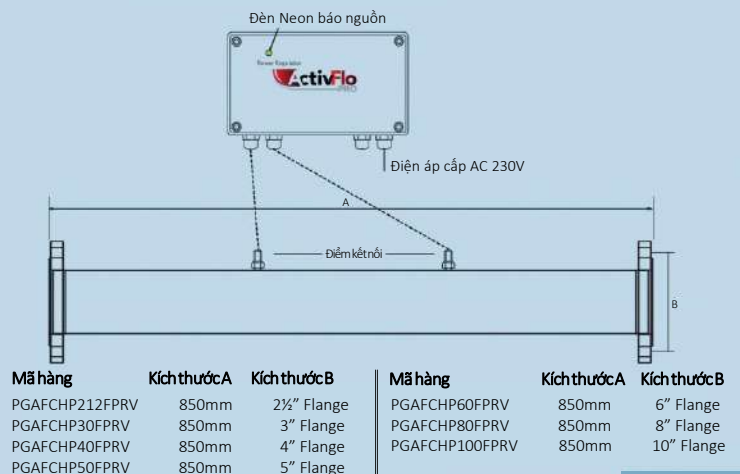 Đèn Neon báo nguồn
Power Regulator
ActivFlo
PRO
Điện áp cấp AC 230V
A
Điểm kết nối
B
Mã hàng Kích thước A Kích thước B
PGAFCHP212FPRV 850mm 2½” Flange
PGAFCHP30FPRV 850mm 3” Flange
PGAFCHP40FPRV 850mm 4” Flange
PGAFCHP50FPRV 850mm 5” Flange
Mã hàng Kích thước A Kích thước B
PGAFCHP60FPRV 850mm 6” Flange
PGAFCHP80FPRV 850mm 8” Flange
PGAFCHP100FPRV 850mm 10” Flange